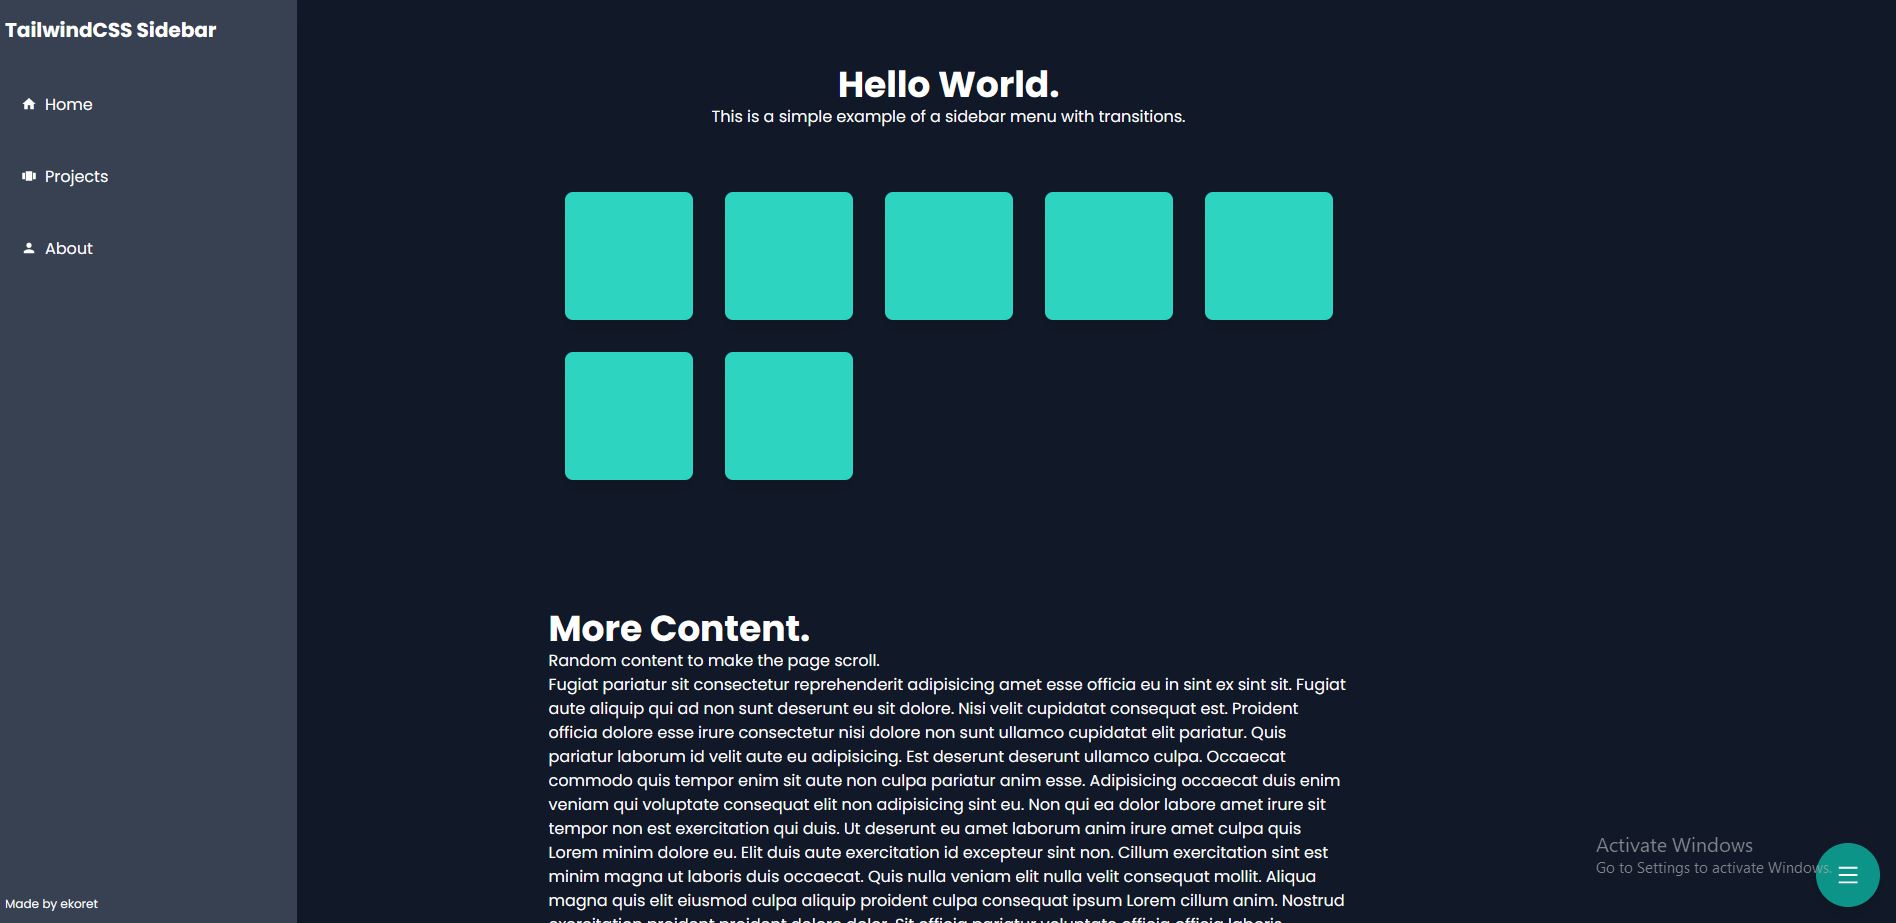 TailwindCSS Sidebar
Home
Projects
About
Made by ekoret
Hello World.
This is a simple example of a sidebar menu with transitions.
More Content.
Random content to make the page scroll.
Fugiat pariatur sit consectetur reprehenderit adipisicing amet esse officia eu in sint ex sint sit. Fugiat
aute aliquip qui ad non sunt deserunt eu sit dolore. Nisi velit cupidatat consequat est. Proident
officia dolore esse irure consectetur nisi dolore non sunt ullamco cupidatat elit pariatur. Quis
pariatur laborum id velit aute eu adipisicing. Est deserunt deserunt ullamco culpa. Occaecat
commodo quis tempor enim sit aute non culpa pariatur anim esse. Adipisicing occaecat duis enim
veniam qui voluptate consequat elit non adipisicing sint eu. Non qui ea dolor labore amet irure sit
tempor non est exercitation qui duis. Ut deserunt eu amet laborum anim irure amet culpa quis
Lorem minim dolore eu. Elit duis aute exercitation id excepteur sint non. Cillum exercitation sint est
minim magna ut laboris duis occaecat. Quis nulla veniam elit nulla velit consequat mollit. Aliqua
magna quis elit eiusmod culpa aliquip proident culpa consequat ipsum Lorem cillum anim. Nostrud
Activate Windows
Go to Settings to activate Windows.